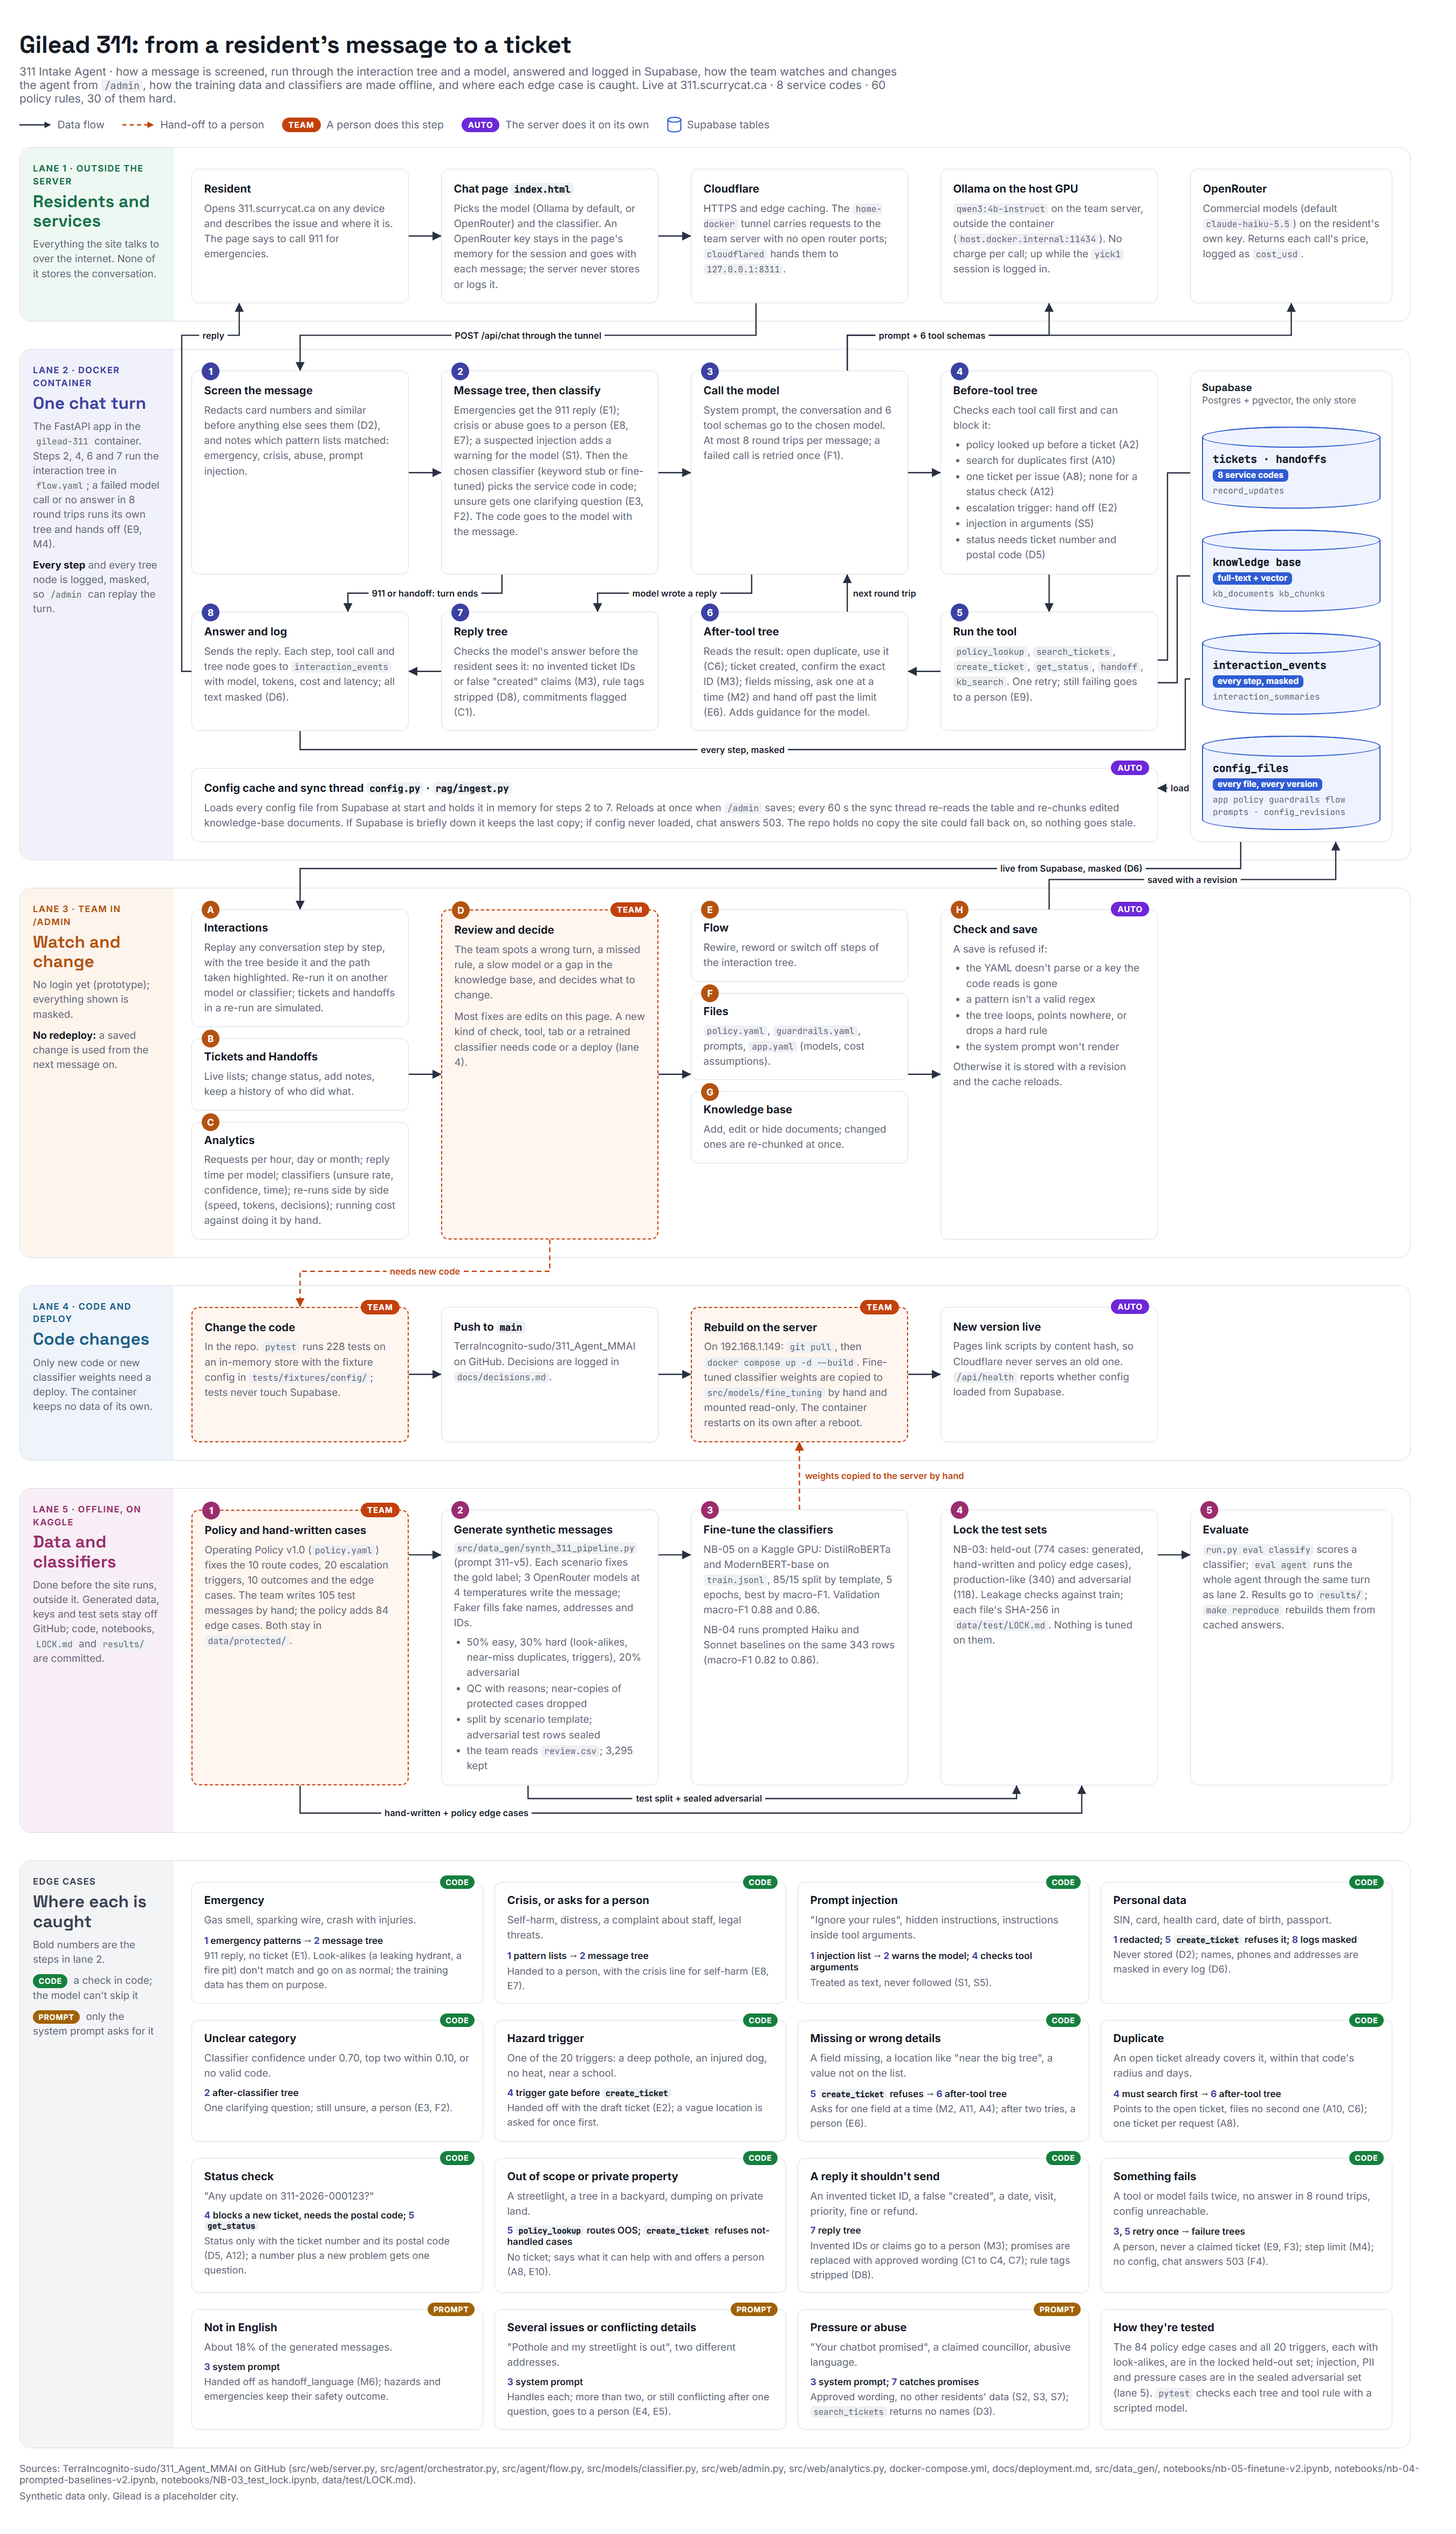 Gilead 311: from a resident's message to a ticket
311 Intake Agent · how a message is screened, run through the interaction tree and a model, answered and logged in Supabase, how the team watches and changes
the agent from /admin, how the training data and classifiers are made offline, and where each edge case is caught. Live at 311.scurrycat.ca · 8 service codes · 60
policy rules, 30 of them hard.
Data flow
Hand-off to a person
TEAM A person does this step
AUTO The server does it on its own
Supabase tables
LANE 1 · OUTSIDE THE
SERVER
Residents and
services
Everything the site talks to
over the internet. None of
it stores the conversation.
Resident
Opens 311.scurrycat.ca on any device
and describes the issue and where it is.
The page says to call 911 for
emergencies.
Chat page index.html
Picks the model (Ollama by default, or
OpenRouter) and the classifier. An
OpenRouter key stays in the page's
memory for the session and goes with
each message; the server never stores
or logs it.
Cloudflare
HTTPS and edge caching. The home-
docker tunnel carries requests to the
team server with no open router ports;
cloudflared hands them to
127.0.0.1:8311.
Ollama on the host GPU
qwen3:4b-instruct on the team server,
outside the container
(host.docker.internal:11434). No
charge per call; up while the yick1
session is logged in.
OpenRouter
Commercial models (default
claude-haiku-5.5) on the resident's
own key. Returns each call's price,
logged as cost_usd.
reply
POST /api/chat through the tunnel
prompt + 6 tool schemas
LANE 2 · DOCKER
CONTAINER
One chat turn
The FastAPI app in the
gilead-311 container.
Steps 2, 4, 6 and 7 run the
interaction tree in
flow.yaml; a failed model
call or no answer in 8
round trips runs its own
tree and hands off (E9,
M4).
Every step and every tree
node is logged, masked,
so /admin can replay the
turn.
1
Screen the message
Redacts card numbers and similar
before anything else sees them (D2),
and notes which pattern lists matched:
emergency, crisis, abuse, prompt
injection.
2
Message tree, then classify
Emergencies get the 911 reply (E1);
crisis or abuse goes to a person (E8,
E7); a suspected injection adds a
warning for the model (S1). Then the
chosen classifier (keyword stub or fine-
tuned) picks the service code in code;
unsure gets one clarifying question (E3,
F2). The code goes to the model with
the message.
3
Call the model
System prompt, the conversation and 6
tool schemas go to the chosen model.
At most 8 round trips per message; a
failed call is retried once (F1).
4
Before-tool tree
Checks each tool call first and can
block it:
• policy looked up before a ticket (A2)
• search for duplicates first (A10)
• one ticket per issue (A8); none for a
status check (A12)
• escalation trigger: hand off (E2)
• injection in arguments (S5)
• status needs ticket number and
postal code (D5)
Supabase
Postgres + pgvector, the only store
tickets · handoffs
8 service codes
record_updates
knowledge base
full-text + vector
kb_documents kb_chunks
interaction_events
every step, masked
interaction_summaries
config_files
every file, every version
app policy guardrails flow
prompts · config_revisions
911 or handoff: turn ends
model wrote a reply
next round trip
8
Answer and log
Sends the reply. Each step, tool call and
tree node goes to interaction_events
with model, tokens, cost and latency; all
text masked (D6).
7
Reply tree
Checks the model's answer before the
resident sees it: no invented ticket IDs
or false "created" claims (M3), rule tags
stripped (D8), commitments flagged
(C1).
6
After-tool tree
Reads the result: open duplicate, use it
(C6); ticket created, confirm the exact
ID (M3); fields missing, ask one at a
time (M2) and hand off past the limit
(E6). Adds guidance for the model.
5
Run the tool
policy_lookup, search_tickets,
create_ticket, get_status, handoff,
kb_search. One retry; still failing goes
to a person (E9).
every step, masked
AUTO
Config cache and sync thread config.py · rag/ingest.py
Loads every config file from Supabase at start and holds it in memory for steps 2 to 7. Reloads at once when /admin saves; every 60 s the sync thread re-reads the table and re-chunks edited
knowledge-base documents. If Supabase is briefly down it keeps the last copy; if config never loaded, chat answers 503. The repo holds no copy the site could fall back on, so nothing goes stale.
load
live from Supabase, masked (D6)
saved with a revision
LANE 3 · TEAM IN
/ADMIN
Watch and
change
No login yet (prototype);
everything shown is
masked.
No redeploy: a saved
change is used from the
next message on.
A
Interactions
Replay any conversation step by step,
with the tree beside it and the path
taken highlighted. Re-run it on another
model or classifier; tickets and handoffs
in a re-run are simulated.
B
Tickets and Handoffs
Live lists; change status, add notes,
keep a history of who did what.
C
Analytics
Requests per hour, day or month; reply
time per model; classifiers (unsure rate,
confidence, time); re-runs side by side
(speed, tokens, decisions); running cost
against doing it by hand.
D
TEAM
Review and decide
The team spots a wrong turn, a missed
rule, a slow model or a gap in the
knowledge base, and decides what to
change.
Most fixes are edits on this page. A new
kind of check, tool, tab or a retrained
classifier needs code or a deploy (lane
4).
E
Flow
Rewire, reword or switch off steps of
the interaction tree.
F
Files
policy.yaml, guardrails.yaml,
prompts, app.yaml (models, cost
assumptions).
G
Knowledge base
Add, edit or hide documents; changed
ones are re-chunked at once.
H
AUTO
Check and save
A save is refused if:
• the YAML doesn't parse or a key the
code reads is gone
• a pattern isn't a valid regex
• the tree loops, points nowhere, or
drops a hard rule
• the system prompt won't render
Otherwise it is stored with a revision
and the cache reloads.
needs new code
LANE 4 · CODE AND
DEPLOY
Code changes
Only new code or new
classifier weights need a
deploy. The container
keeps no data of its own.
TEAM
Change the code
In the repo. pytest runs 228 tests on
an in-memory store with the fixture
config in tests/fixtures/config/;
tests never touch Supabase.
Push to main
TerraIncognito-sudo/311_Agent_MMAI
on GitHub. Decisions are logged in
docs/decisions.md.
TEAM
Rebuild on the server
On 192.168.1.149: git pull, then
docker compose up -d --build. Fine-
tuned classifier weights are copied to
src/models/fine_tuning by hand and
mounted read-only. The container
restarts on its own after a reboot.
AUTO
New version live
Pages link scripts by content hash, so
Cloudflare never serves an old one.
/api/health reports whether config
loaded from Supabase.
weights copied to the server by hand
LANE 5 · OFFLINE, ON
KAGGLE
Data and
classifiers
Done before the site runs,
outside it. Generated data,
keys and test sets stay off
GitHub; code, notebooks,
LOCK.md and results/
are committed.
1
TEAM
Policy and hand-written cases
Operating Policy v1.0 (policy.yaml)
fixes the 10 route codes, 20 escalation
triggers, 10 outcomes and the edge
cases. The team writes 105 test
messages by hand; the policy adds 84
edge cases. Both stay in
data/protected/.
2
Generate synthetic messages
src/data_gen/synth_311_pipeline.py
(prompt 311-v5). Each scenario fixes
the gold label; 3 OpenRouter models at
4 temperatures write the message;
Faker fills fake names, addresses and
IDs.
• 50% easy, 30% hard (look-alikes,
near-miss duplicates, triggers), 20%
adversarial
• QC with reasons; near-copies of
protected cases dropped
• split by scenario template;
adversarial test rows sealed
• the team reads review.csv; 3,295
kept
3
Fine-tune the classifiers
NB-05 on a Kaggle GPU: DistilRoBERTa
and ModernBERT-base on
train.jsonl, 85/15 split by template, 5
epochs, best by macro-F1. Validation
macro-F1 0.88 and 0.86.
NB-04 runs prompted Haiku and
Sonnet baselines on the same 343 rows
(macro-F1 0.82 to 0.86).
4
Lock the test sets
NB-03: held-out (774 cases: generated,
hand-written and policy edge cases),
production-like (340) and adversarial
(118). Leakage checks against train;
each file's SHA-256 in
data/test/LOCK.md. Nothing is tuned
on them.
5
Evaluate
run.py eval classify scores a
classifier; eval agent runs the
whole agent through the same turn
as lane 2. Results go to results/;
make reproduce rebuilds them from
cached answers.
test split + sealed adversarial
hand-written + policy edge cases
EDGE CASES
Where each is
caught
Bold numbers are the
steps in lane 2.
CODE a check in code;
the model can't skip it
PROMPT only the
system prompt asks for it
CODE
Emergency
Gas smell, sparking wire, crash with injuries.
1 emergency patterns → 2 message tree
911 reply, no ticket (E1). Look-alikes (a leaking hydrant, a
fire pit) don't match and go on as normal; the training
data has them on purpose.
CODE
Crisis, or asks for a person
Self-harm, distress, a complaint about staff, legal
threats.
1 pattern lists → 2 message tree
Handed to a person, with the crisis line for self-harm (E8,
E7).
CODE
Prompt injection
"Ignore your rules", hidden instructions, instructions
inside tool arguments.
1 injection list → 2 warns the model; 4 checks tool
arguments
Treated as text, never followed (S1, S5).
CODE
Personal data
SIN, card, health card, date of birth, passport.
1 redacted; 5 create_ticket refuses it; 8 logs masked
Never stored (D2); names, phones and addresses are
masked in every log (D6).
CODE
Unclear category
Classifier confidence under 0.70, top two within 0.10, or
no valid code.
2 after-classifier tree
One clarifying question; still unsure, a person (E3, F2).
CODE
Hazard trigger
One of the 20 triggers: a deep pothole, an injured dog,
no heat, near a school.
4 trigger gate before create_ticket
Handed off with the draft ticket (E2); a vague location is
asked for once first.
CODE
Missing or wrong details
A field missing, a location like "near the big tree", a
value not on the list.
5 create_ticket refuses → 6 after-tool tree
Asks for one field at a time (M2, A11, A4); after two tries, a
person (E6).
CODE
Duplicate
An open ticket already covers it, within that code's
radius and days.
4 must search first → 6 after-tool tree
Points to the open ticket, files no second one (A10, C6);
one ticket per request (A8).
CODE
Status check
"Any update on 311-2026-000123?"
4 blocks a new ticket, needs the postal code; 5
get_status
Status only with the ticket number and its postal code
(D5, A12); a number plus a new problem gets one
question.
CODE
Out of scope or private property
A streetlight, a tree in a backyard, dumping on private
land.
5 policy_lookup routes OOS; create_ticket refuses not-
handled cases
No ticket; says what it can help with and offers a person
(A8, E10).
CODE
A reply it shouldn't send
An invented ticket ID, a false "created", a date, visit,
priority, fine or refund.
7 reply tree
Invented IDs or claims go to a person (M3); promises are
replaced with approved wording (C1 to C4, C7); rule tags
stripped (D8).
CODE
Something fails
A tool or model fails twice, no answer in 8 round trips,
config unreachable.
3, 5 retry once → failure trees
A person, never a claimed ticket (E9, F3); step limit (M4);
no config, chat answers 503 (F4).
PROMPT
Not in English
About 18% of the generated messages.
3 system prompt
Handed off as handoff_language (M6); hazards and
emergencies keep their safety outcome.
PROMPT
Several issues or conflicting details
"Pothole and my streetlight is out", two different
addresses.
3 system prompt
Handles each; more than two, or still conflicting after one
question, goes to a person (E4, E5).
PROMPT
Pressure or abuse
"Your chatbot promised", a claimed councillor, abusive
language.
3 system prompt; 7 catches promises
Approved wording, no other residents' data (S2, S3, S7);
search_tickets returns no names (D3).
How they're tested
The 84 policy edge cases and all 20 triggers, each with
look-alikes, are in the locked held-out set; injection, PII
and pressure cases are in the sealed adversarial set
(lane 5). pytest checks each tree and tool rule with a
scripted model.
Sources: TerraIncognito-sudo/311_Agent_MMAI on GitHub (src/web/server.py, src/agent/orchestrator.py, src/agent/flow.py, src/models/classifier.py, src/web/admin.py, src/web/analytics.py, docker-compose.yml, docs/deployment.md, src/data_gen/, notebooks/nb-05-finetune-v2.ipynb, notebooks/nb-04-
prompted-baselines-v2.ipynb, notebooks/NB-03_test_lock.ipynb, data/test/LOCK.md).
Synthetic data only. Gilead is a placeholder city.